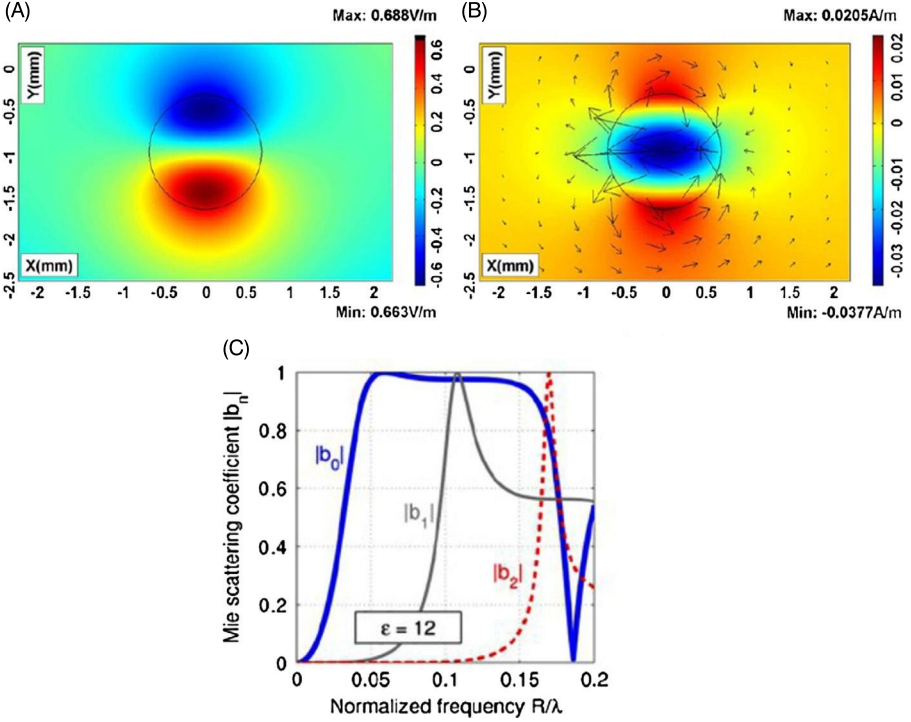 (A)
Max: 0.688V/m
Y(mm)
0
-0.5
-1
-1.5
-2
-2.5
X(mm)
-2 -1.5 -1 -0.5 0 0.5 1 1.5 2
0.6
0.4
0.2
0
-0.2
-0.4
-0.6
Min: 0.663V/m
(B)
Max: 0.0205A/m
Y(mm)
0
-0.5
-1
-1.5
-2
-2.5
X(mm)
-2 -1.5 -1 -0.5 0 0.5 1 1.5 2
0.02
0.01
0
-0.01
-0.02
-0.03
Min: -0.0377A/m
(C)
Mie scattering coefficient |bn|
1
0.8
0.6
0.4
0.2
0
|b0|
|b1|
|b2|
ε = 12
0 0.05 0.1 0.15 0.2
Normalized frequency R/λ